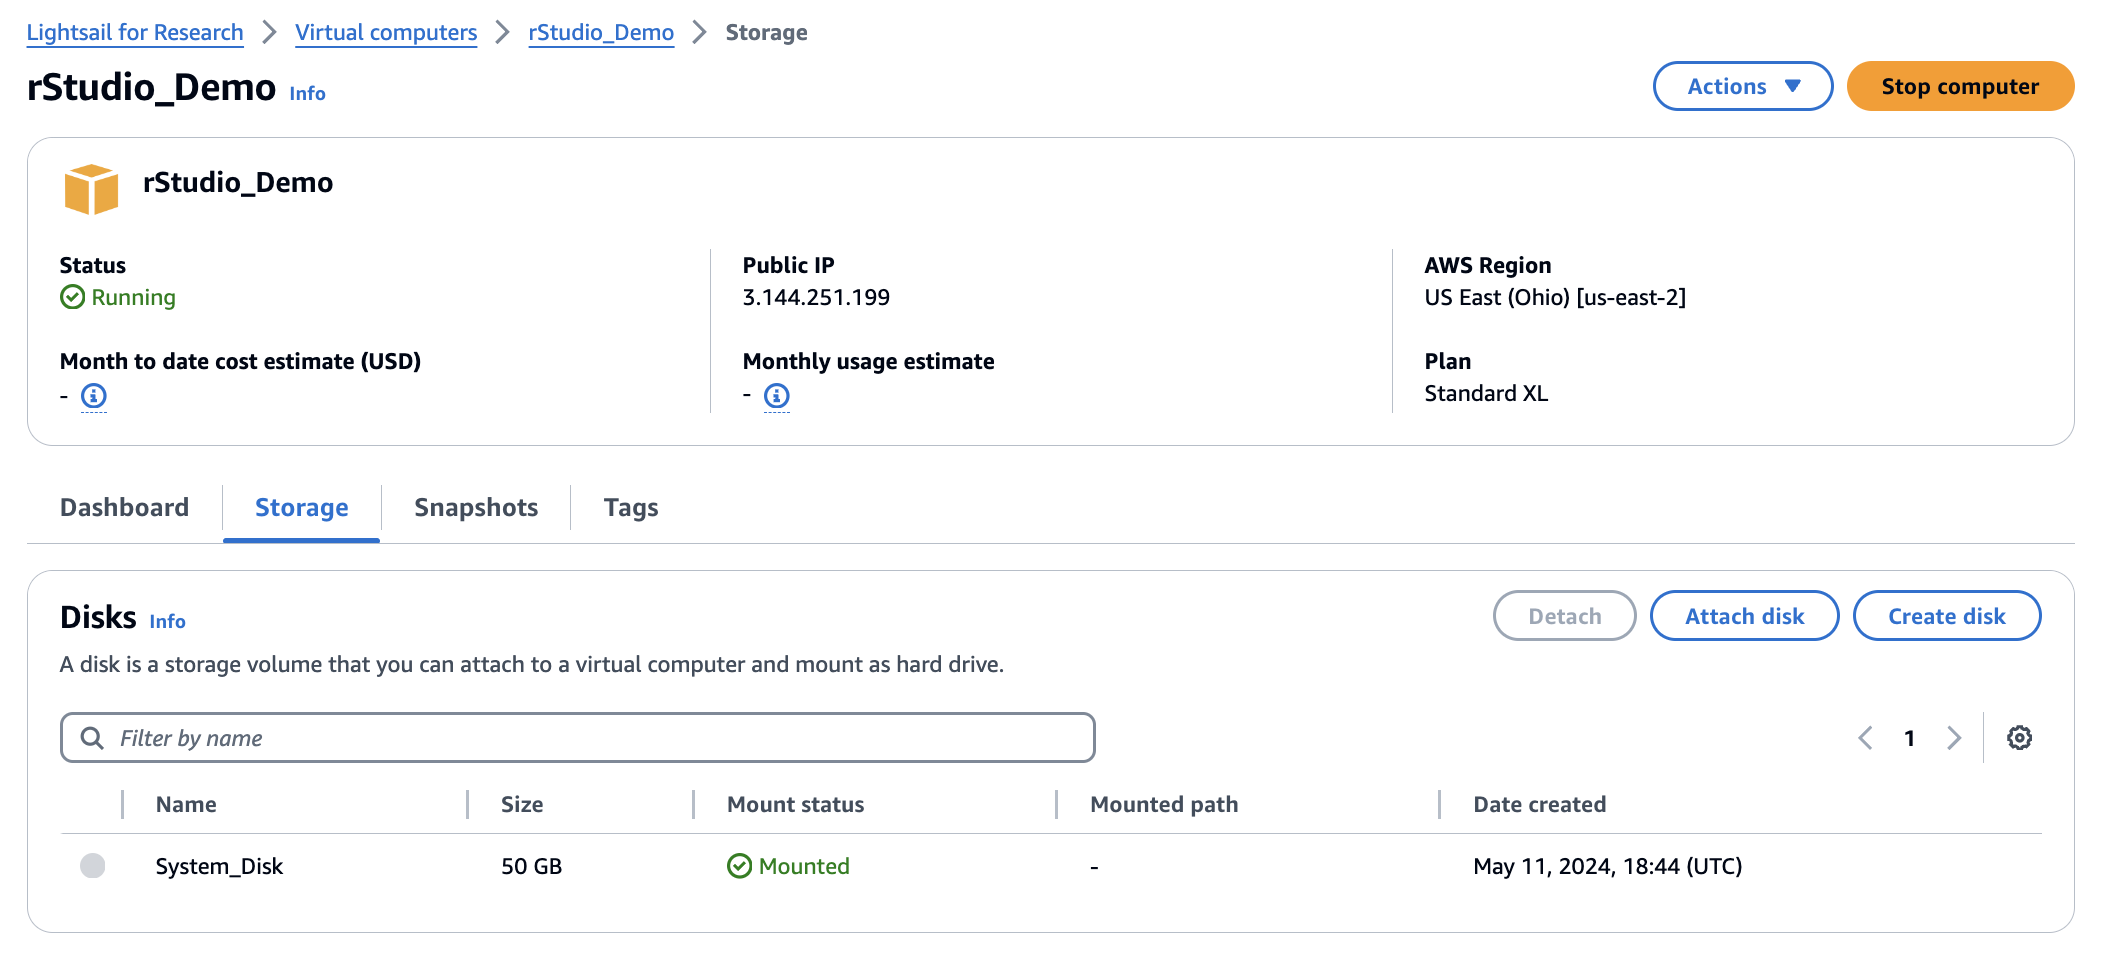 Lightsail for Research > Virtual computers > rStudio_Demo > Storage
rStudio_Demo Info
Actions ▼ Stop computer
rStudio_Demo
Status Public IP AWS Region
Running 3.144.251.199 US East (Ohio) [us-east-2]
Month to date cost estimate (USD) Monthly usage estimate Plan
- - Standard XL
Dashboard Storage Snapshots Tags
Disks Info Detach Attach disk Create disk
A disk is a storage volume that you can attach to a virtual computer and mount as hard drive.
Filter by name < 1 >
Name Size Mount status Mounted path Date created
System_Disk 50 GB Mounted - May 11, 2024, 18:44 (UTC)